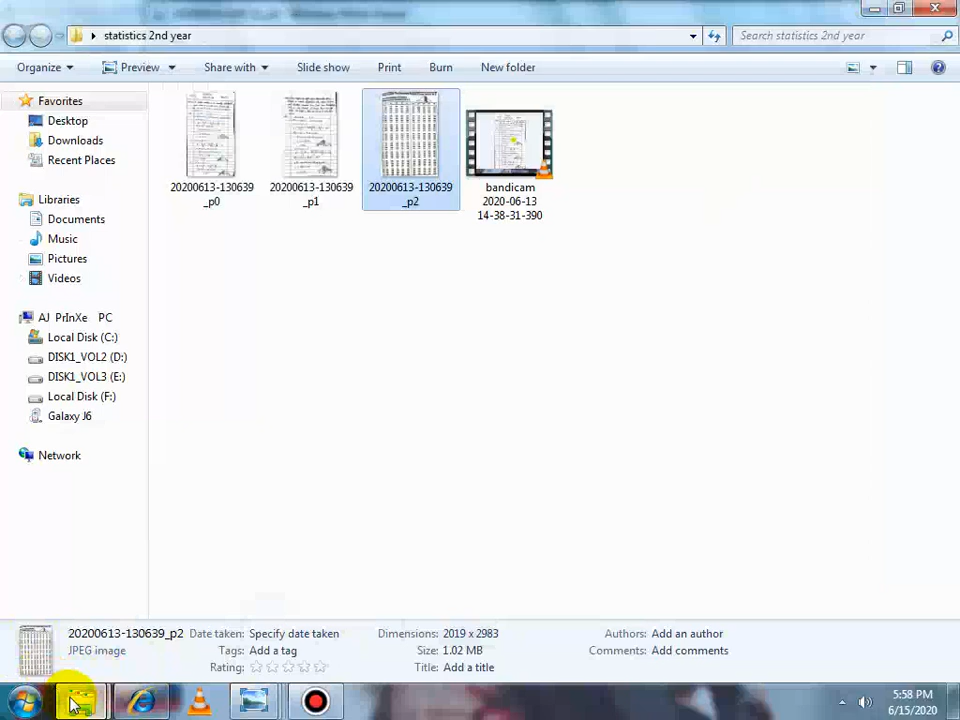 statistics 2nd year
Search statistics 2nd year
Organize
Preview
Share with
Slide show
Print
Burn
New folder
Favorites
Desktop
Downloads
Recent Places
Libraries
Documents
Music
Pictures
Videos
AJ PrInXe PC
Local Disk (C:)
DISK1_VOL2 (D:)
DISK1_VOL3 (E:)
Local Disk (F:)
Galaxy J6
Network
20200613-130639
_p0
20200613-130639
_p1
20200613-130639
_p2
bandicam
2020-06-13
14-38-31-390
20200613-130639_p2
JPEG image
Date taken: Specify date taken
Tags: Add a tag
Rating:
Dimensions: 2019 x 2983
Size: 1.02 MB
Title: Add a title
Authors: Add an author
Comments: Add comments
5:58 PM
6/15/2020